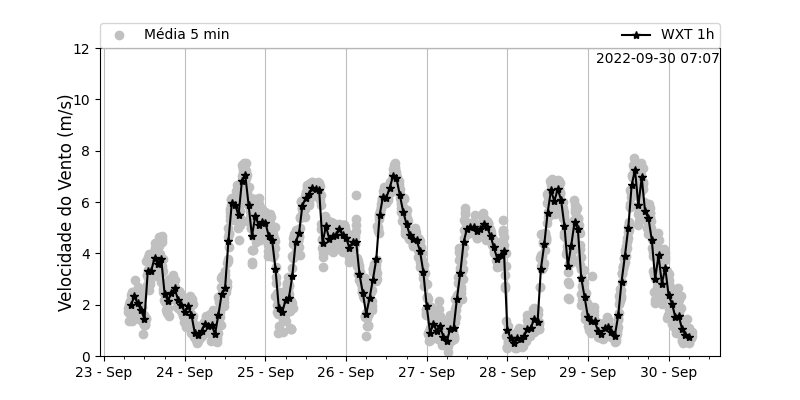 Média 5 min WXT 1h
2022-09-30 07:07
Velocidade do Vento (m/s)
12
10
8
6
4
2
0
23 - Sep 24 - Sep 25 - Sep 26 - Sep 27 - Sep 28 - Sep 29 - Sep 30 - Sep